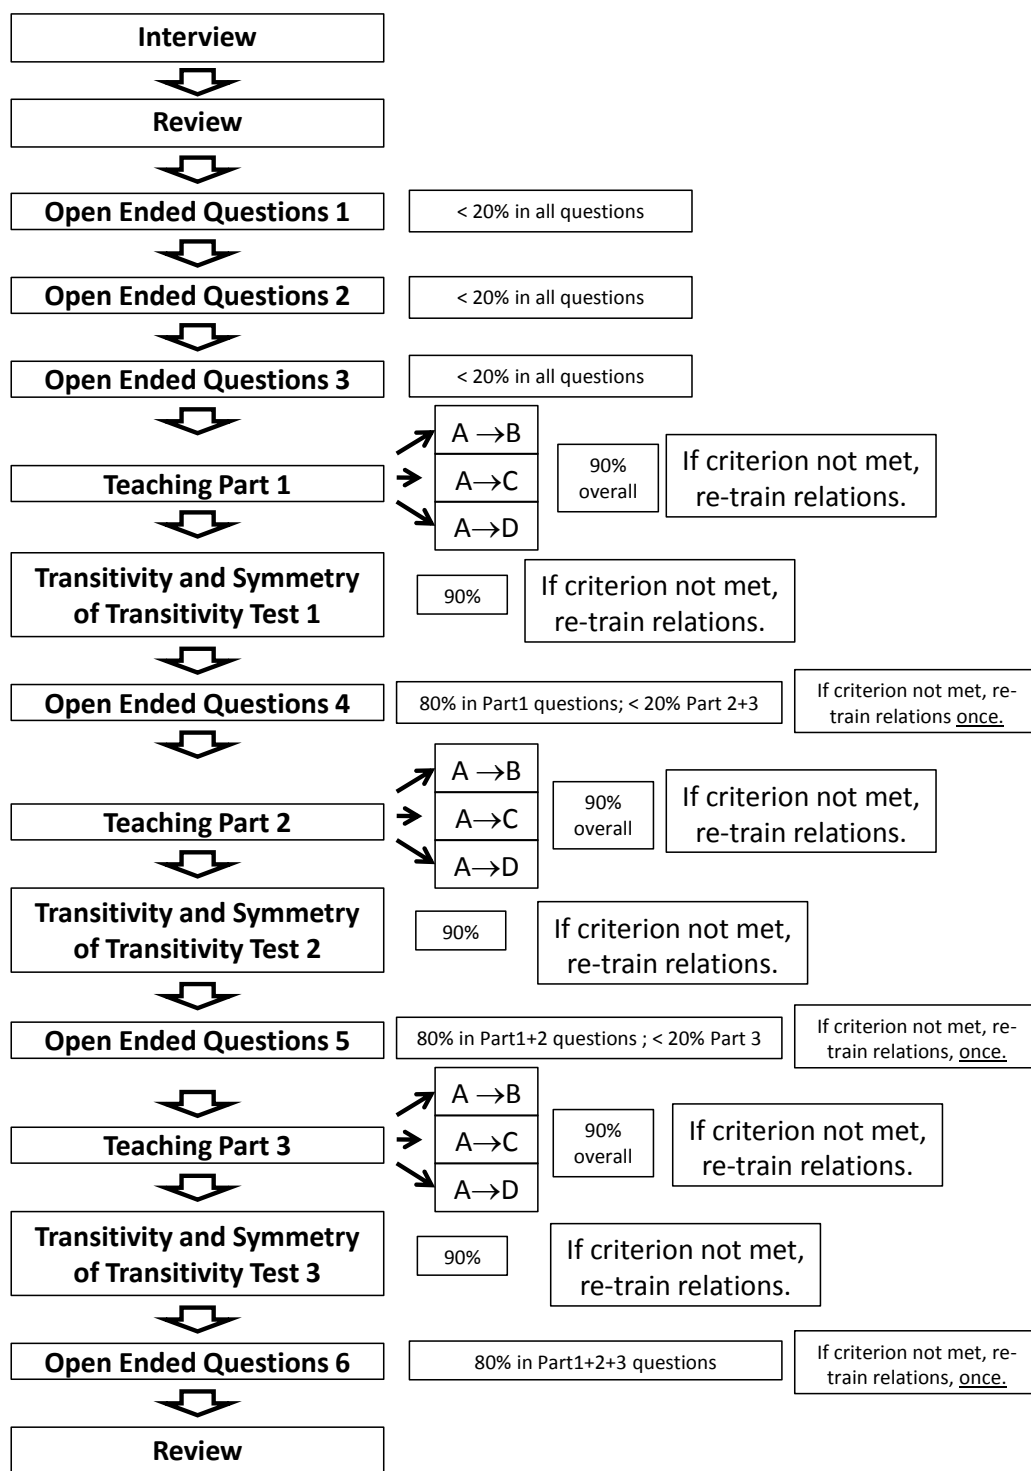 Interview
Review
Open Ended Questions 1
< 20% in all questions
Open Ended Questions 2
< 20% in all questions
Open Ended Questions 3
< 20% in all questions
Teaching Part 1
A →B
A→C
A→D
90%
overall
If criterion not met,
re-train relations.
Transitivity and Symmetry
of Transitivity Test 1
90%
If criterion not met,
re-train relations.
Open Ended Questions 4
80% in Part1 questions; < 20% Part 2+3
If criterion not met, re-
train relations once.
Teaching Part 2
A →B
A→C
A→D
90%
overall
If criterion not met,
re-train relations.
Transitivity and Symmetry
of Transitivity Test 2
90%
If criterion not met,
re-train relations.
Open Ended Questions 5
80% in Part1+2 questions ; < 20% Part 3
If criterion not met, re-
train relations, once.
Teaching Part 3
A →B
A→C
A→D
90%
overall
If criterion not met,
re-train relations.
Transitivity and Symmetry
of Transitivity Test 3
90%
If criterion not met,
re-train relations.
Open Ended Questions 6
80% in Part1+2+3 questions
If criterion not met, re-
train relations, once.
Review